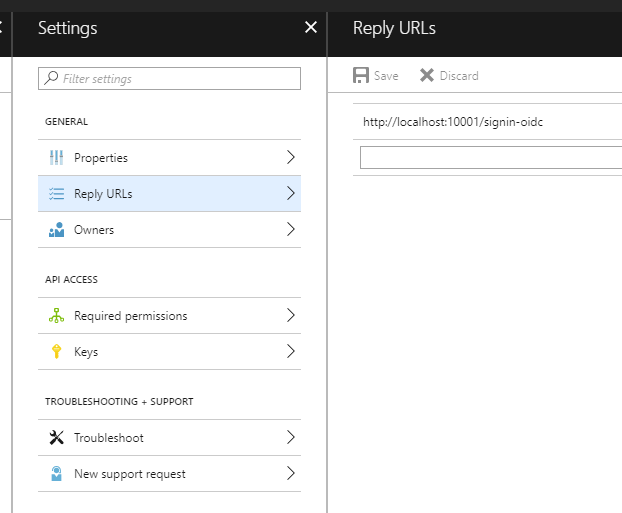 Settings
Filter settings
GENERAL
Properties
Reply URLs
Owners
API ACCESS
Required permissions
Keys
TROUBLESHOOTING + SUPPORT
Troubleshoot
New support request
Reply URLs
Save
Discard
http://localhost:10001/signin-oidc